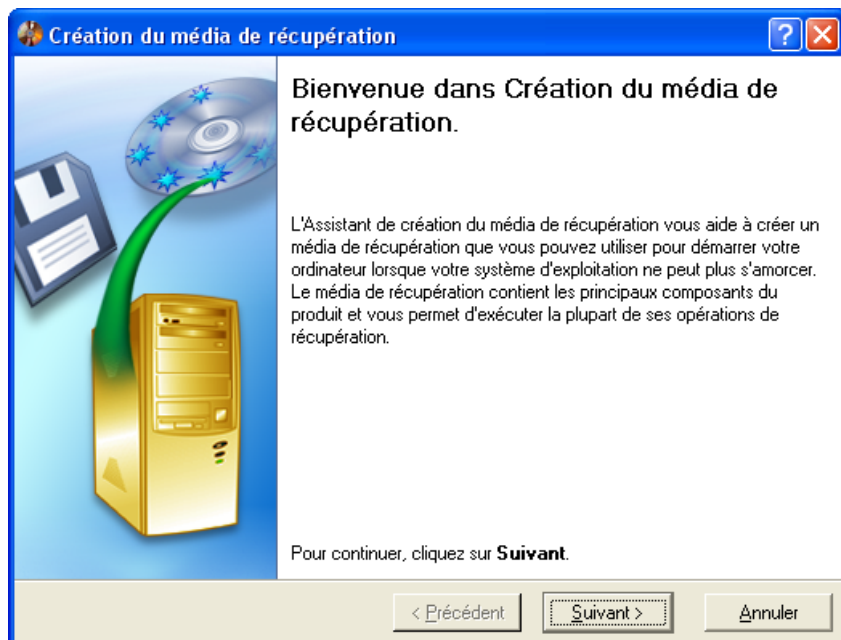 Création du média de récupération
Bienvenue dans Création du média de
récupération.
L'Assistant de création du média de récupération vous aide à créer un
média de récupération que vous pouvez utiliser pour démarrer votre
ordinateur lorsque votre système d'exploitation ne peut plus s'amorcer.
Le média de récupération contient les principaux composants du
produit et vous permet d'exécuter la plupart de ses opérations de
récupération.
Pour continuer, cliquez sur Suivant.
< Précédent
Suivant >
Annuler